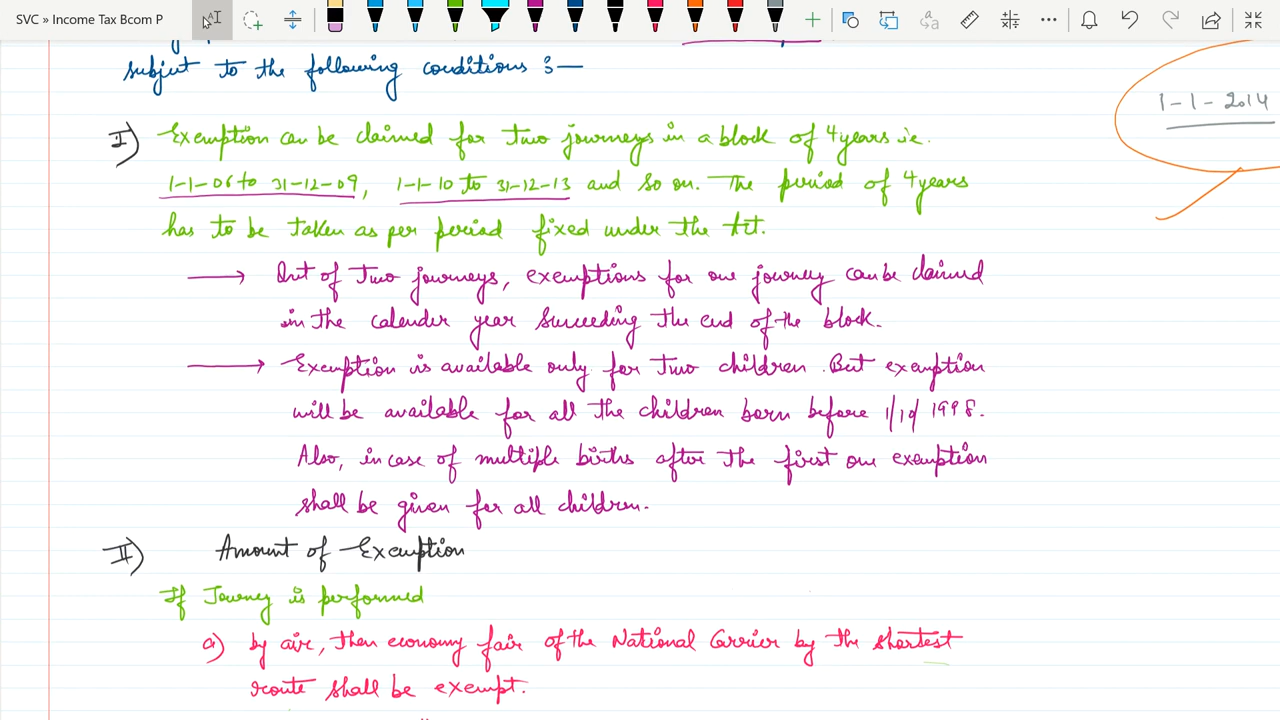 SVC » Income Tax Bcom P
subject to the following conditions :—
1-1-2014
I) Exemption can be claimed for two journeys in a block of 4 years i.e.
1-1-06 to 31-12-09, 1-1-10 to 31-12-13 and so on. The period of 4 years
has to be taken as per period fixed under the Act.
→ Out of two journeys, exemptions for one journey can be claimed
in the calender year succeeding the end of the block.
→ Exemption is available only for two children. But exemption
will be available for all the children born before 1/10/1998.
Also, in case of multiple births after the first one exemption
shall be given for all children.
II) Amount of Exemption
If Journey is performed
a) by air, then economy fair of the National Carrier by the shortest
route shall be exempt.